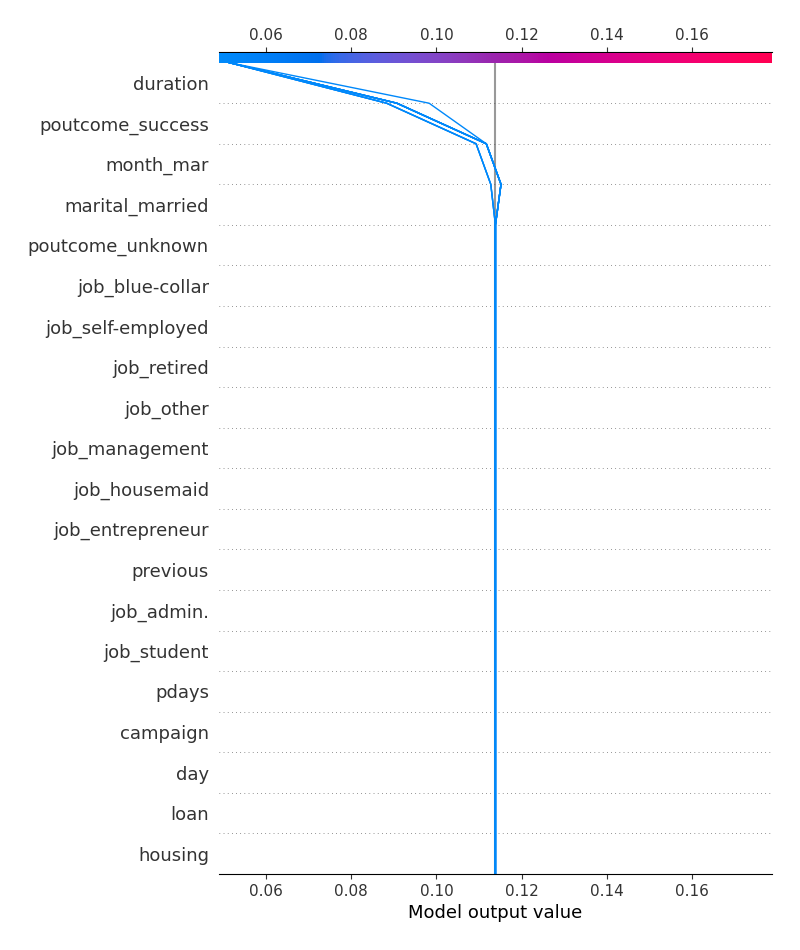 0.06 0.08 0.10 0.12 0.14 0.16
duration
poutcome_success
month_mar
marital_married
poutcome_unknown
job_blue-collar
job_self-employed
job_retired
job_other
job_management
job_housemaid
job_entrepreneur
previous
job_admin.
job_student
pdays
campaign
day
loan
housing
0.06 0.08 0.10 0.12 0.14 0.16
Model output value